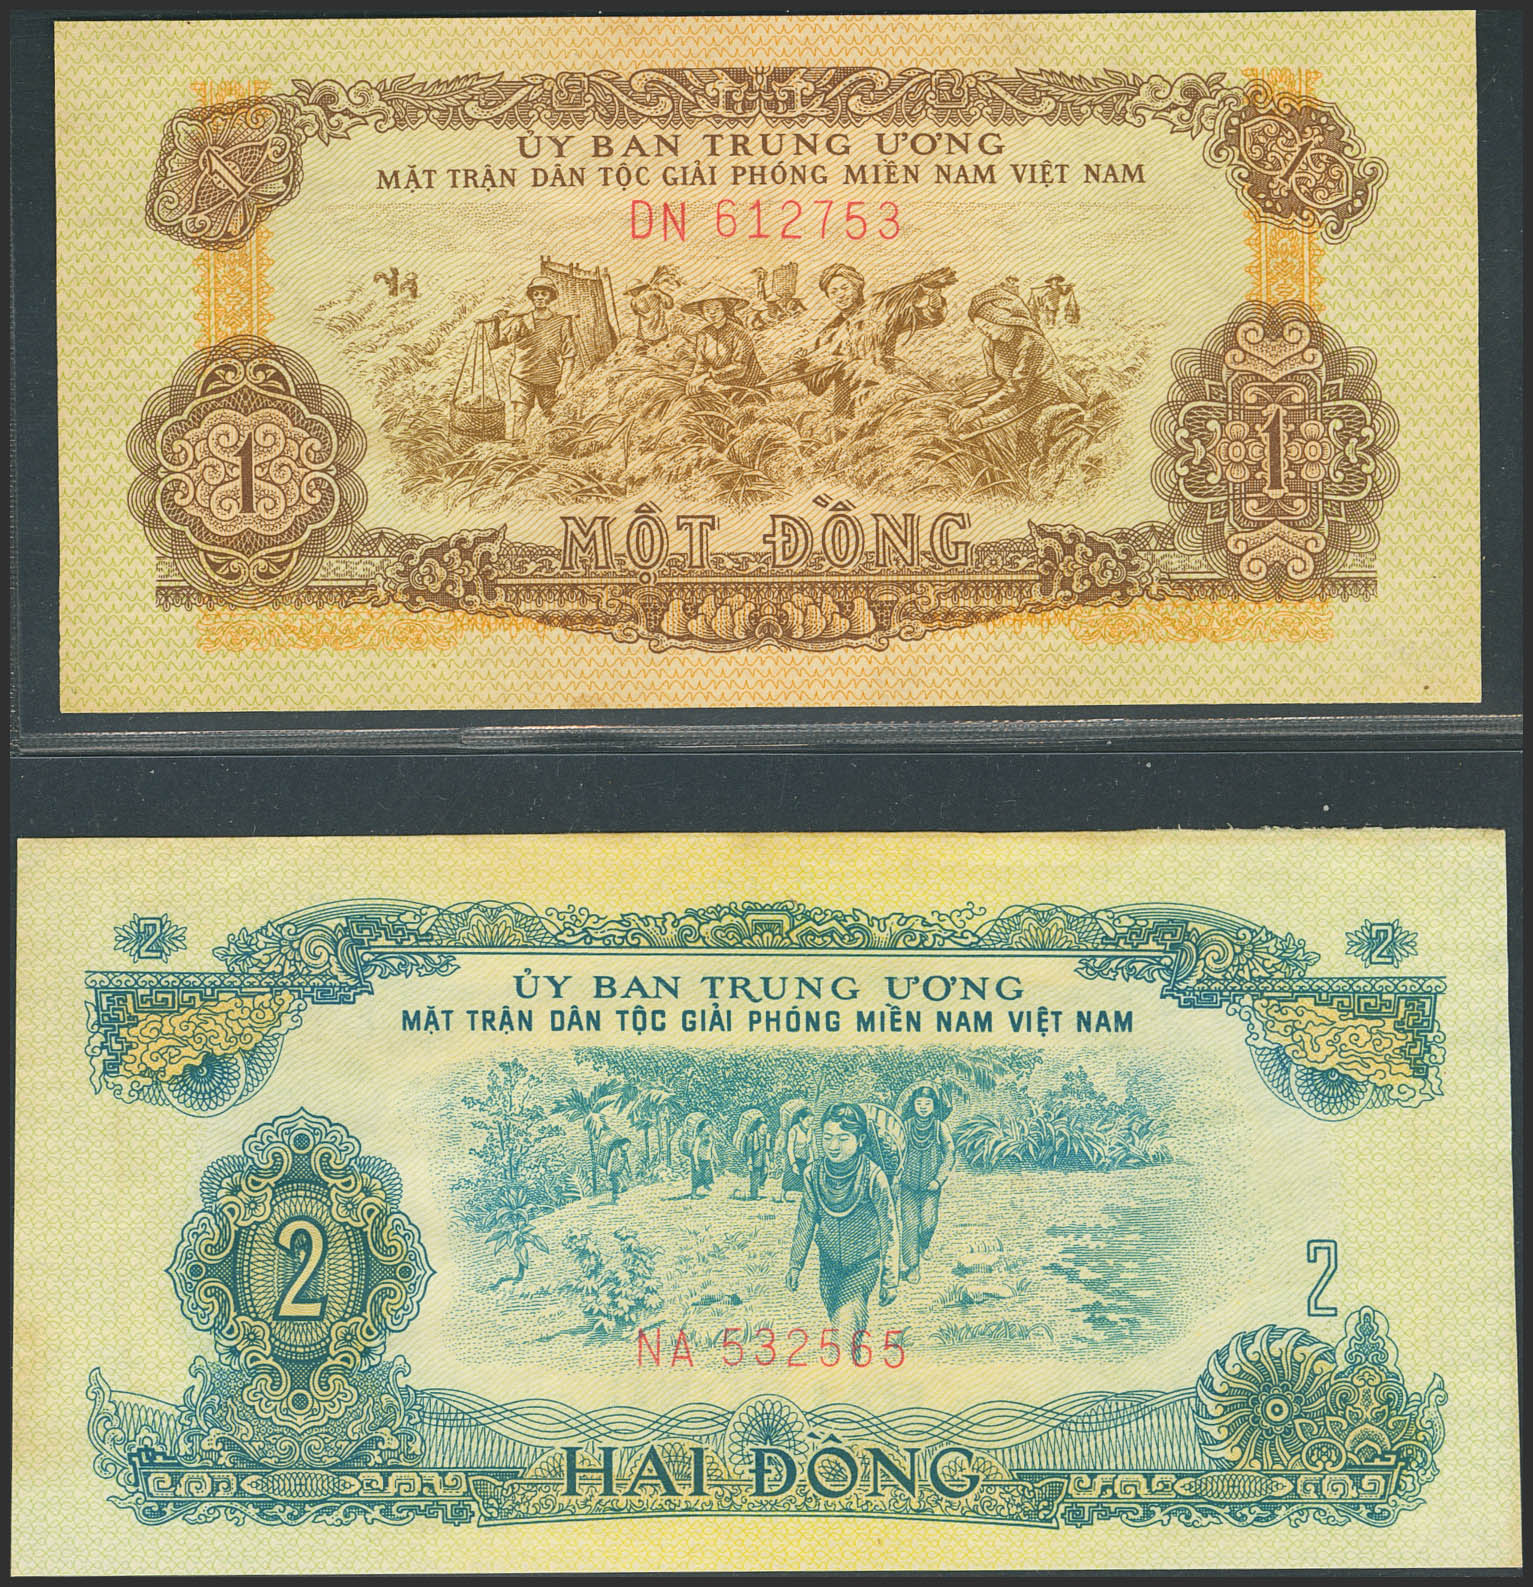 1
1
ỦY BAN TRUNG ƯƠNG
MẶT TRẬN DÂN TỘC GIẢI PHÓNG MIỀN NAM VIỆT NAM
DN 612753
1
1
MỘT ĐỒNG
2
2
ỦY BAN TRUNG ƯƠNG
MẶT TRẬN DÂN TỘC GIẢI PHÓNG MIỀN NAM VIỆT NAM
2
2
NA 532565
HAI ĐỒNG